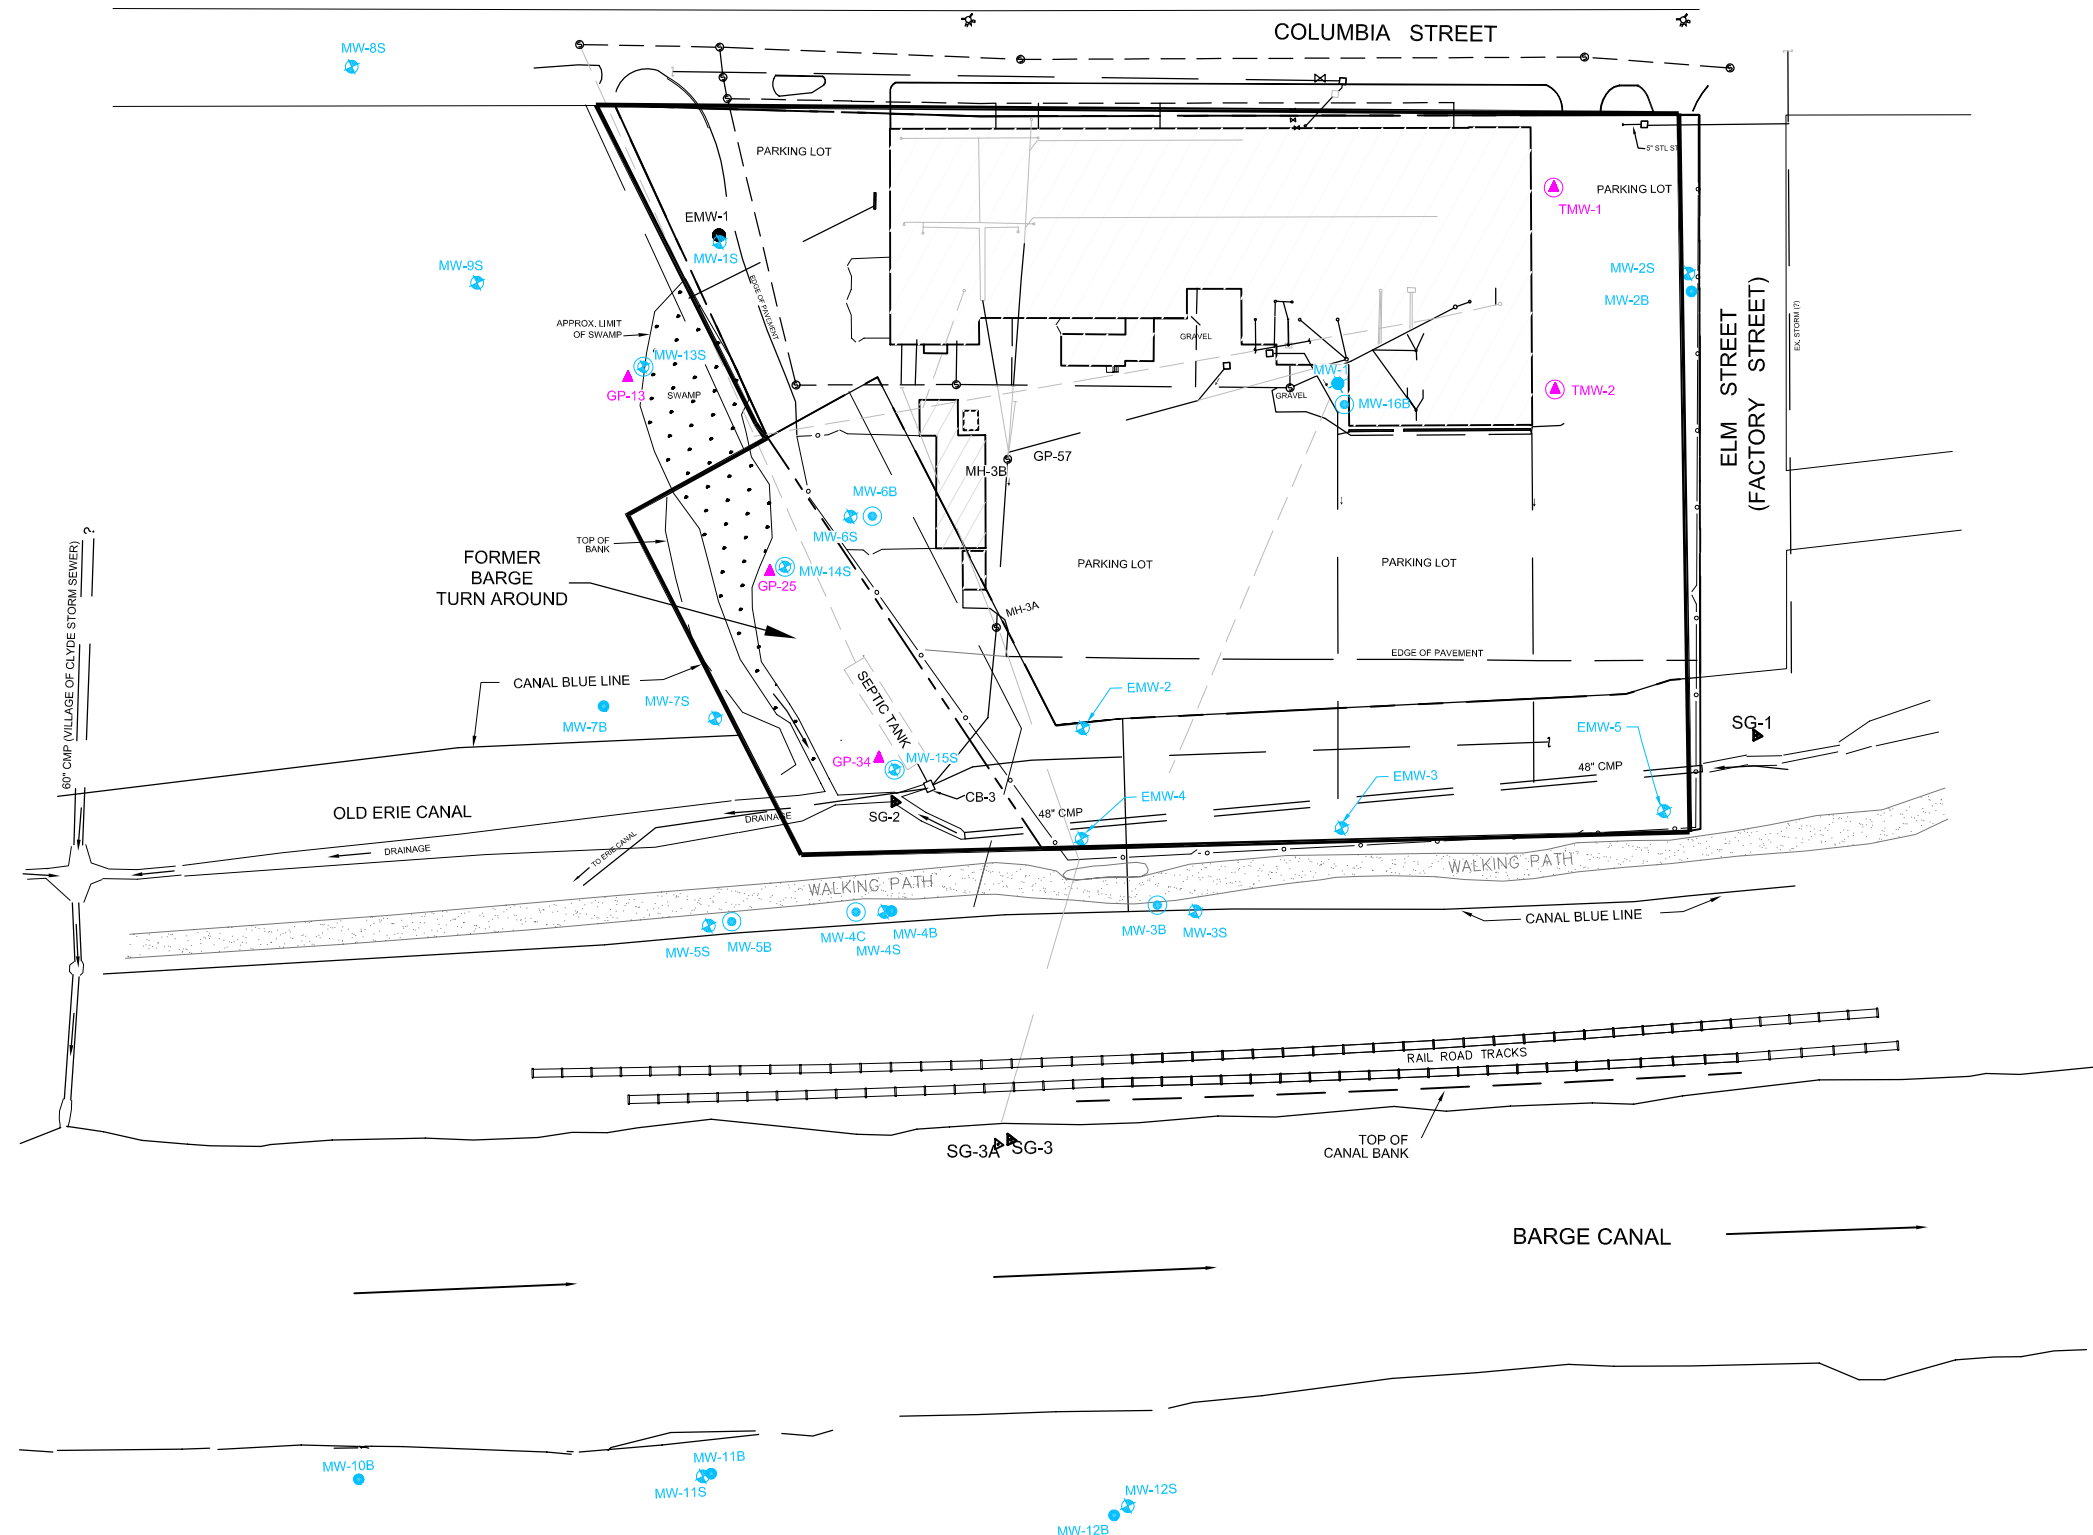 COLUMBIA STREET
MW-8S
PARKING LOT
5" STL ST
PARKING LOT
TMW-1
EMW-1
MW-1S
MW-9S
EDGE OF PAVEMENT
MW-2S
MW-2B
ELM STREET
(FACTORY STREET)
EX. STORM (?)
APPROX. LIMIT
OF SWAMP
GRAVEL
MW-13S
GP-13
SWAMP
MW-1
GRAVEL
MW-16B
TMW-2
MH-3B
GP-57
MW-6B
MW-6S
TOP OF
BANK
FORMER
BARGE
TURN AROUND
MW-14S
GP-25
PARKING LOT
PARKING LOT
MH-3A
60" CMP (VILLAGE OF CLYDE STORM SEWER)
?
EDGE OF PAVEMENT
CANAL BLUE LINE
SEPTIC TANK
MW-7S
MW-7B
EMW-2
EMW-5
SG-1
GP-34
MW-15S
48" CMP
EMW-3
CB-3
EMW-4
OLD ERIE CANAL
SG-2
48" CMP
DRAINAGE
DRAINAGE
TO ERIE CANAL
WALKING PATH
WALKING PATH
CANAL BLUE LINE
MW-5S
MW-5B
MW-4C
MW-4S
MW-4B
MW-3B
MW-3S
RAIL ROAD TRACKS
TOP OF
CANAL BANK
SG-3A
SG-3
BARGE CANAL
MW-10B
MW-11B
MW-11S
MW-12S
MW-12B